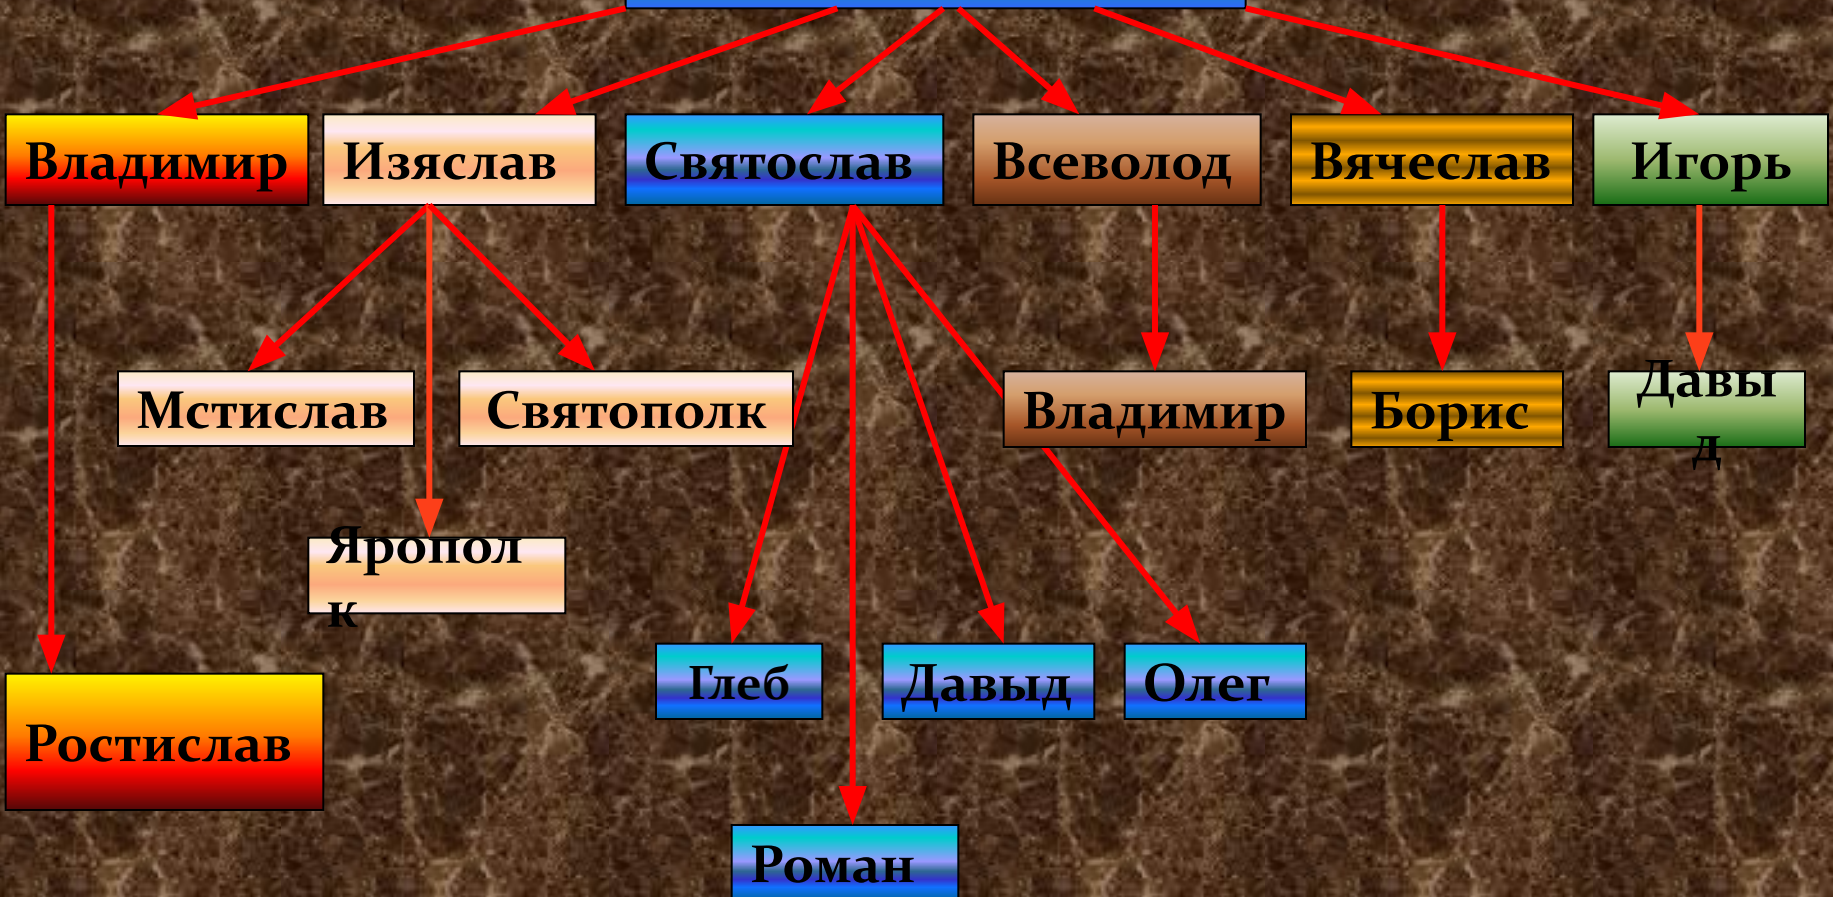 Владимир
Изяслав
Святослав
Всеволод
Вячеслав
Игорь
Мстислав
Святополк
Владимир
Борис
Давы
д
Яропол
к
Глеб
Давыд
Олег
Ростислав
Роман